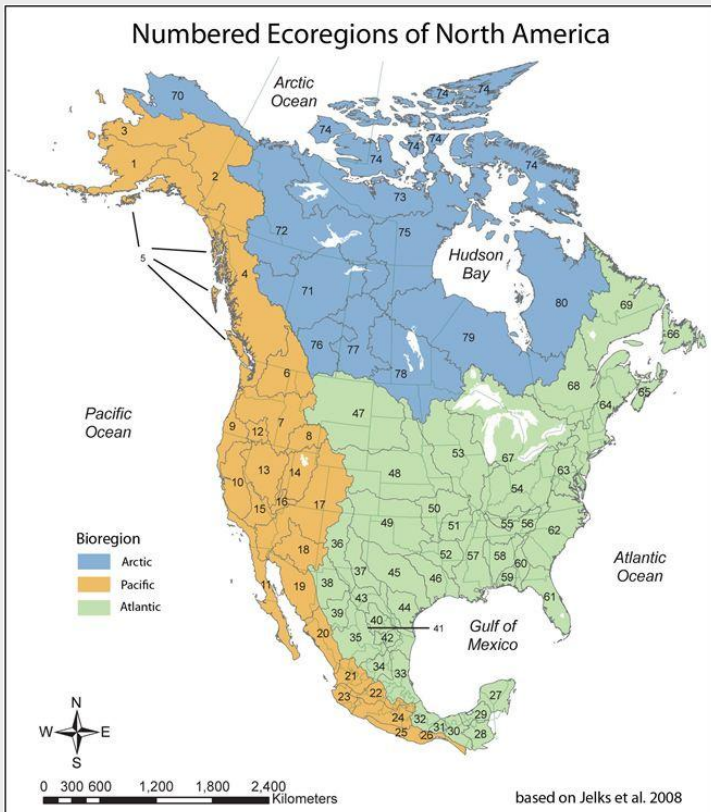 Numbered Ecoregions of North America
Arctic
Ocean
70
74 74
3
74
74 74 74
1
2
74
73
72
75
5
Hudson
Bay
4
71
80
69
66
76 77
79
6
78
68
Pacific
Ocean
47
64 65
9 12 7 8
53
67
63
13 14
48
54
10
16 17
50
15
49
51
55 56
62
Bioregion
18
36
52 57 58 60
Atlantic
Ocean
Arctic
37 45 46
59
11 19 38
61
Pacific
43
39
44
Atlantic
40
41
Gulf of
Mexico
20
35
42
34 33
21
22
23
27
24
32
29
25
26
31 30 28
N
W E
S
0 300 600 1,200 1,800 2,400
Kilometers
based on Jelks et al. 2008